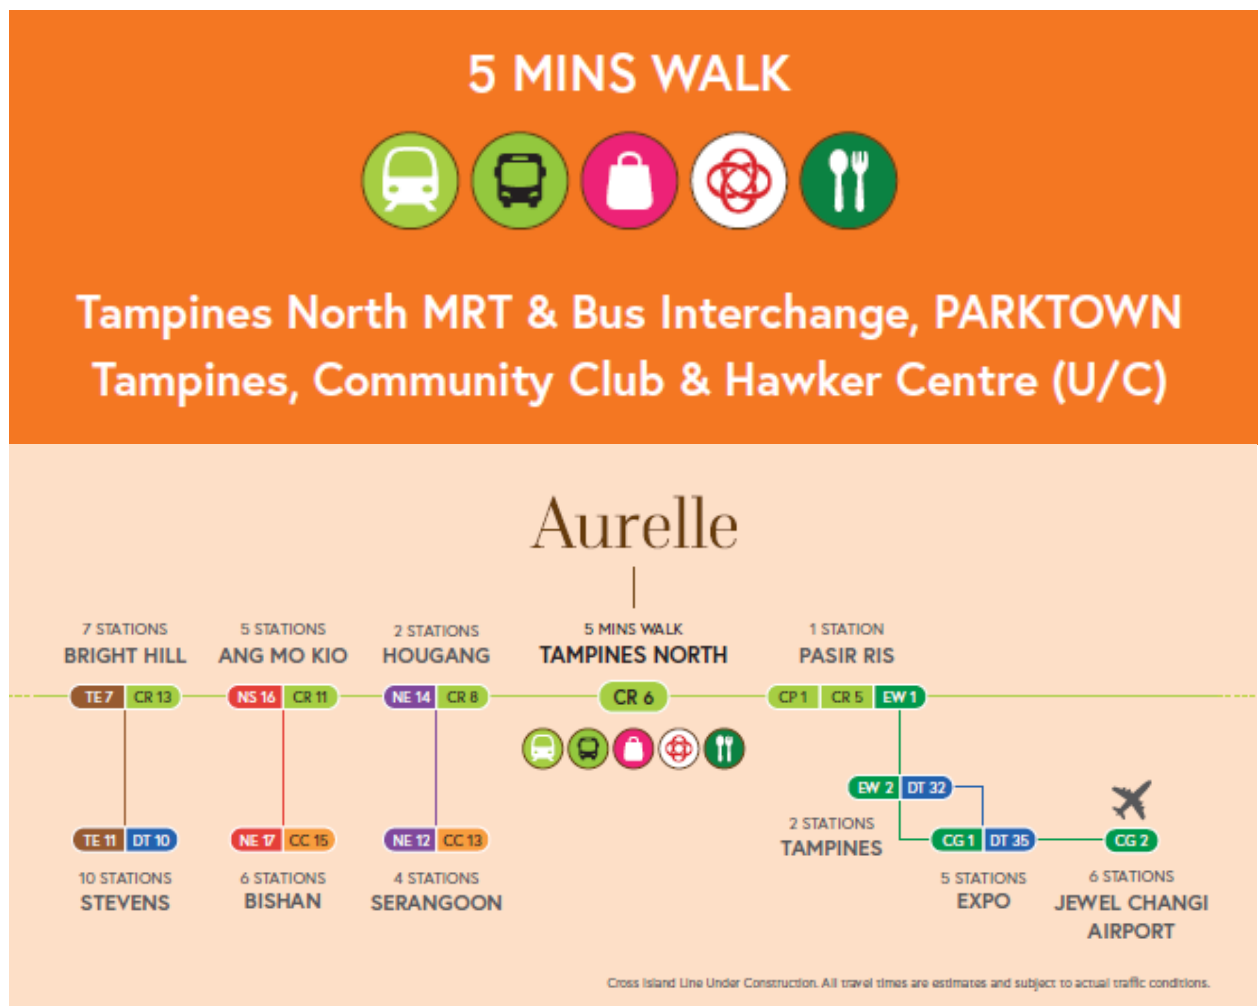 5 MINS WALK
Tampines North MRT & Bus Interchange, PARKTOWN
Tampines, Community Club & Hawker Centre (U/C)
Aurelle
7 STATIONS
BRIGHT HILL
5 STATIONS
ANG MO KIO
2 STATIONS
HOUGANG
5 MINS WALK
TAMPINES NORTH
1 STATION
PASIR RIS
TE 7 CR 13
NS 16 CR 11
NE 14 CR 8
CR 6
CP 1 CR 5 EW 1
EW 2 DT 32
2 STATIONS
TAMPINES
TE 11 DT 10
NE 17 CC 15
NE 12 CC 13
CG 1 DT 35
CG 2
10 STATIONS
STEVENS
6 STATIONS
BISHAN
4 STATIONS
SERANGOON
5 STATIONS
EXPO
6 STATIONS
JEWEL CHANGI
AIRPORT
Cross Island Line Under Construction. All travel times are estimates and subject to actual traffic conditions.